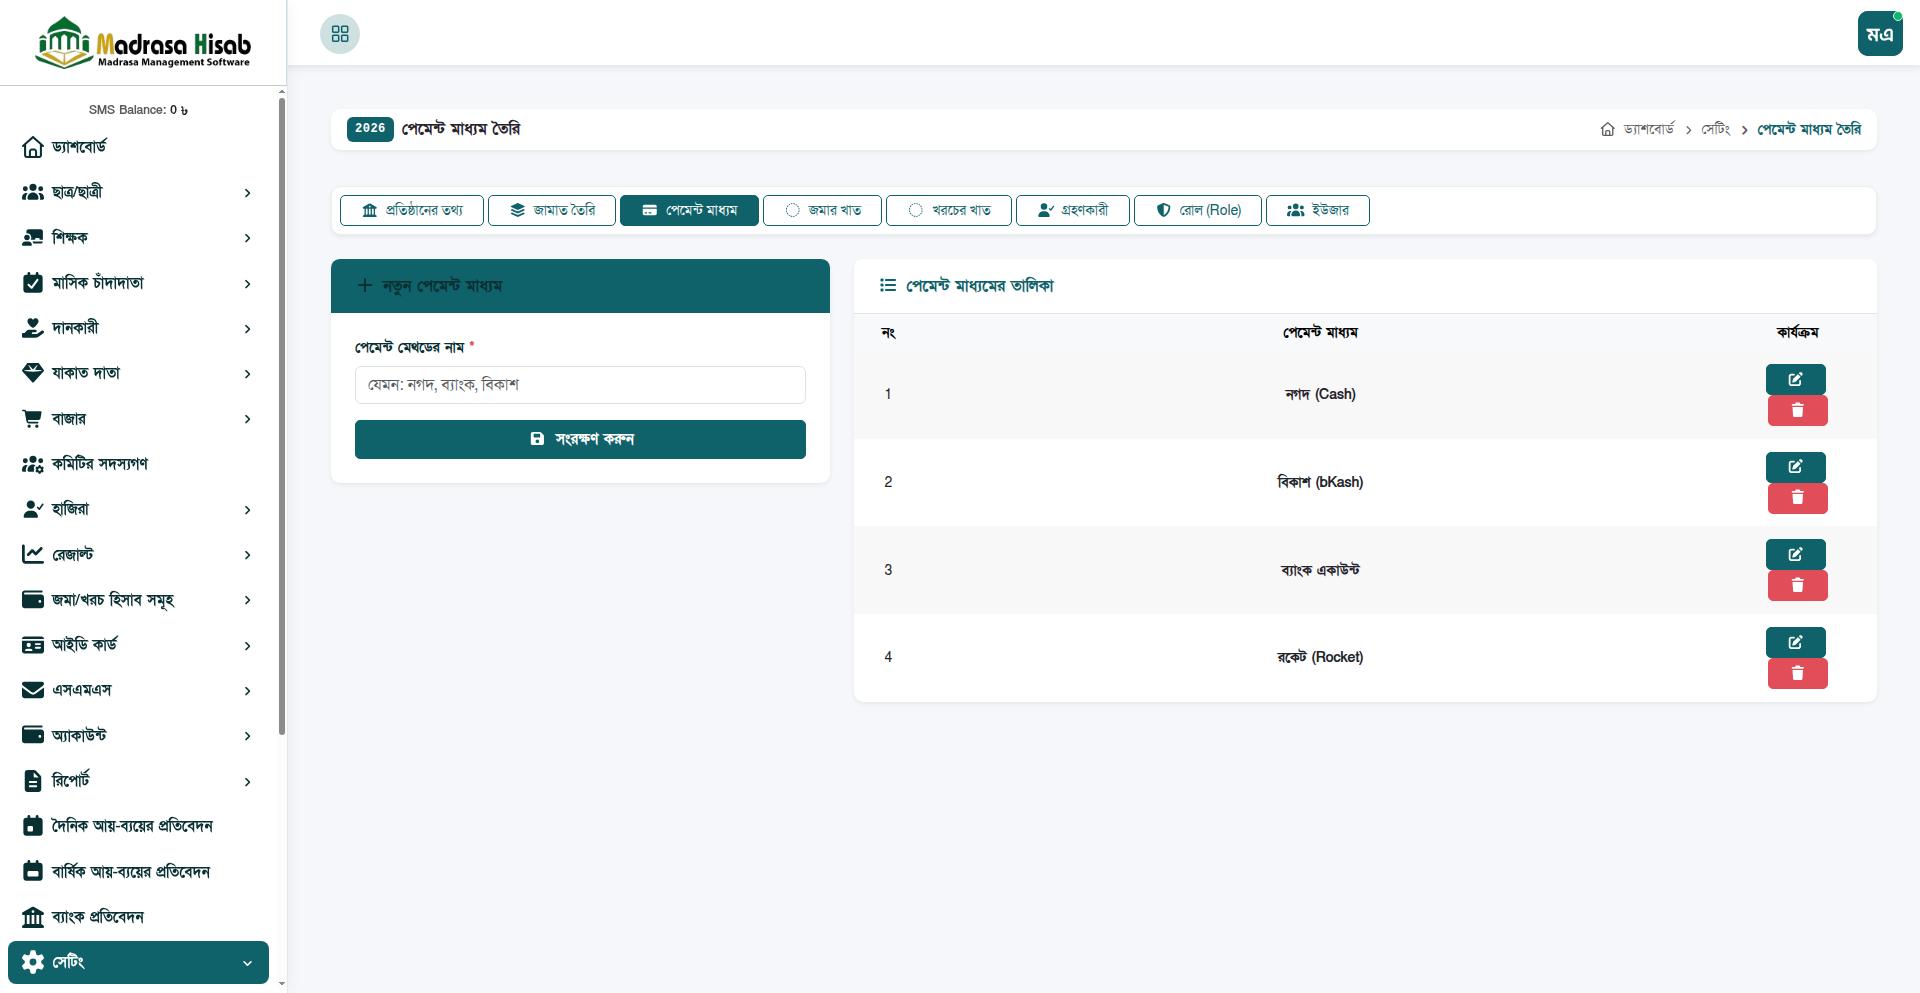 Madrasa Hisab
Madrasa Management Software
মএ
SMS Balance: 0 ৳
ড্যাশবোর্ড
ছাত্র/ছাত্রী
শিক্ষক
মাসিক চাঁদাদাতা
দানকারী
যাকাত দাতা
বাজার
কমিটির সদস্যগণ
হাজিরা
রেজাল্ট
জমা/খরচ হিসাব সমূহ
আইডি কার্ড
এসএমএস
অ্যাকাউন্ট
রিপোর্ট
দৈনিক আয়-ব্যয়ের প্রতিবেদন
বার্ষিক আয়-ব্যয়ের প্রতিবেদন
ব্যাংক প্রতিবেদন
সেটিং
2026 পেমেন্ট মাধ্যম তৈরি
ড্যাশবোর্ড > সেটিং > পেমেন্ট মাধ্যম তৈরি
প্রতিষ্ঠানের তথ্য জামাত তৈরি পেমেন্ট মাধ্যম জমার খাত খরচের খাত গ্রহণকারী রোল (Role) ইউজার
নতুন পেমেন্ট মাধ্যম
পেমেন্ট মেথডের নাম *
যেমন: নগদ, ব্যাংক, বিকাশ
সংরক্ষণ করুন
পেমেন্ট মাধ্যমের তালিকা
নং পেমেন্ট মাধ্যম কার্যক্রম
1 নগদ (Cash)
2 বিকাশ (bKash)
3 ব্যাংক একাউন্ট
4 রকেট (Rocket)